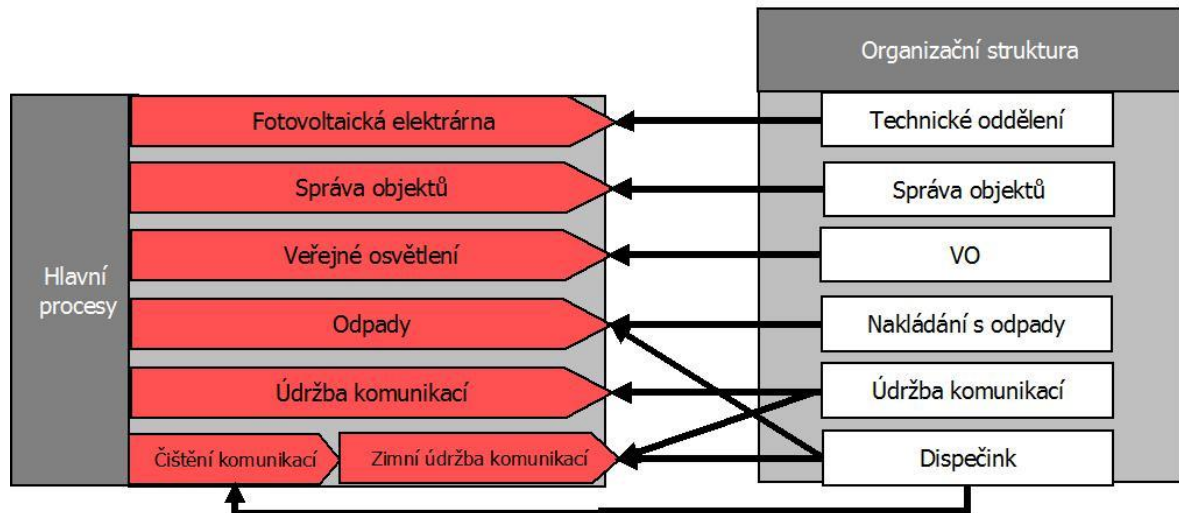 Organizační struktura
Hlavní
procesy
Fotovoltaická elektrárna
Technické oddělení
Správa objektů
Správa objektů
Veřejné osvětlení
VO
Odpady
Nakládání s odpady
Údržba komunikací
Údržba komunikací
Čištění komunikací
Zimní údržba komunikací
Dispečink